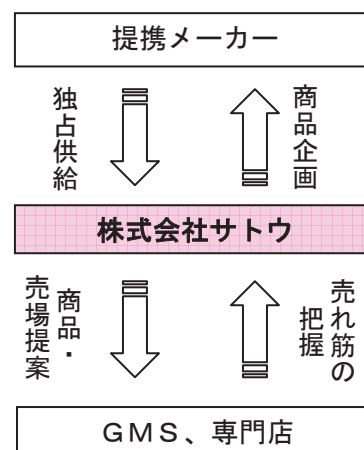 提携メーカー
独占供給
商品企画
株式会社サトウ
商品・
売場提案
売れ筋の
把握
GMS、専門店